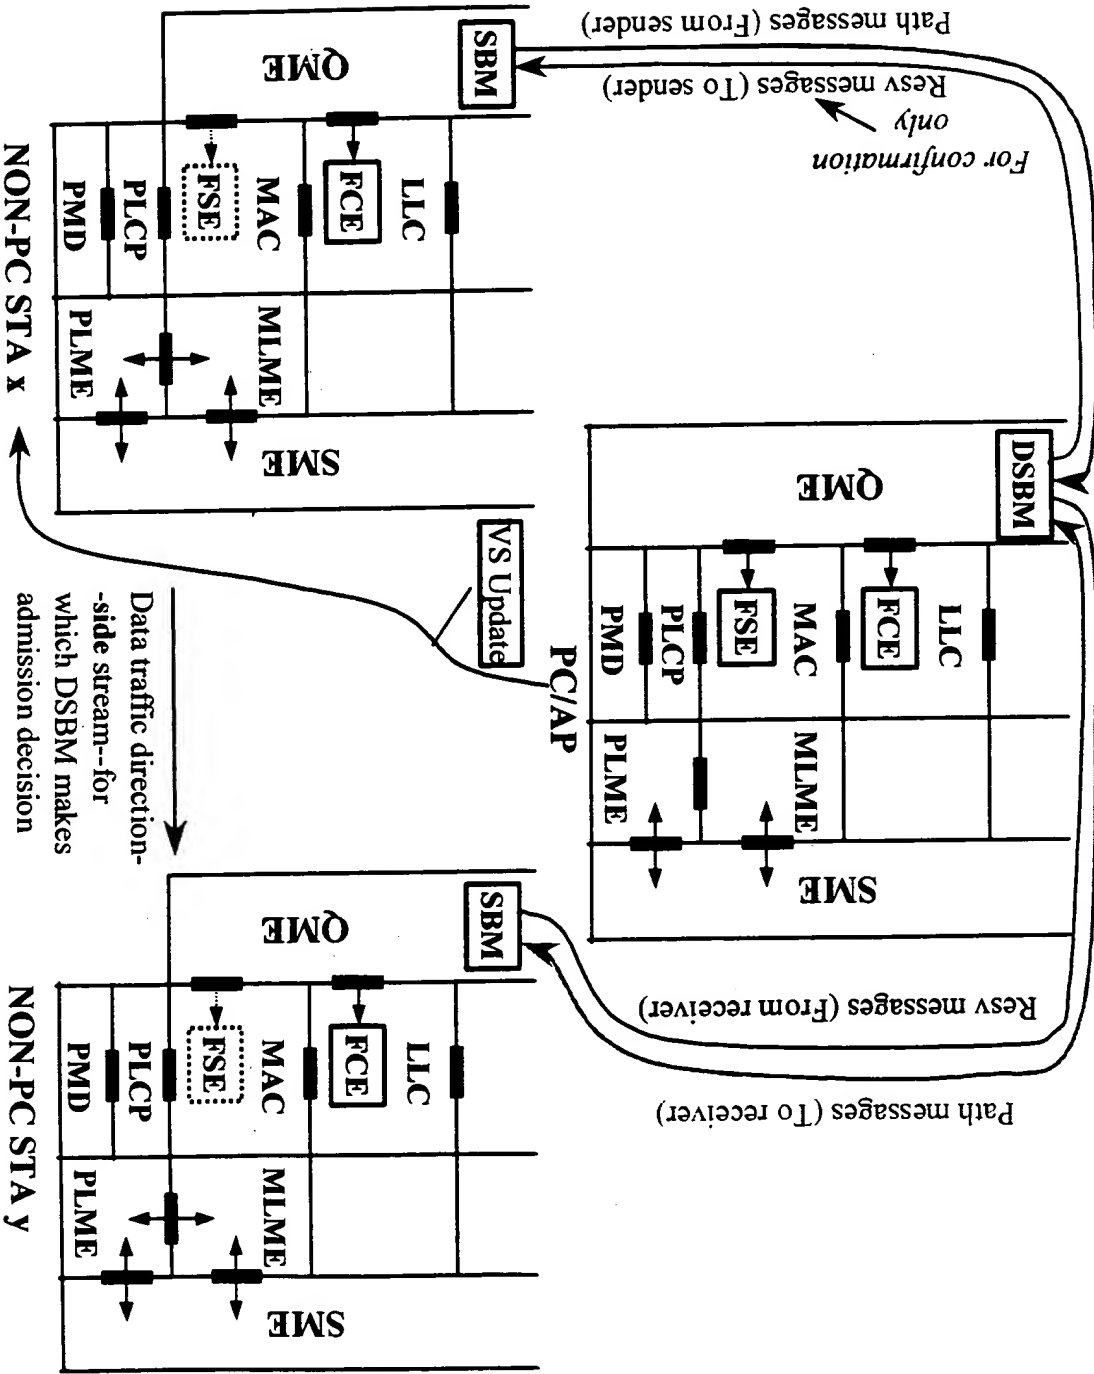 Path messages (From sender)
Resv messages (To sender)
For confirmation
only
SBM
QME
LLC
FCE
MAC
FSE
PLCP
PMD
MLME
PLME
SME
NON-PC STA x
DSBM
QME
LLC
FCE
MAC
FSE
PLCP
PMD
MLME
PLME
SME
PC/AP
VS Update
Data traffic direction-
-side stream--for
which DSBM makes
admission decision
Resv messages (From receiver)
Path messages (To receiver)
SBM
QME
LLC
FCE
MAC
FSE
PLCP
PMD
MLME
PLME
SME
NON-PC STA y